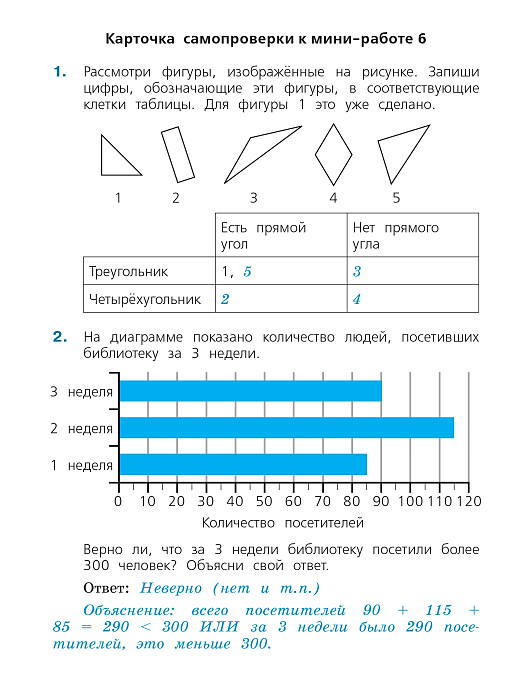 Карточка самопроверки к мини-работе 6
1. Рассмотри фигуры, изображённые на рисунке. Запиши
цифры, обозначающие эти фигуры, в соответствующие
клетки таблицы. Для фигуры 1 это уже сделано.
1 2 3 4 5
Есть прямой Нет прямого
угол угла
Треугольник 1, 5 3
Четырёхугольник 2 4
2. На диаграмме показано количество людей, посетивших
библиотеку за 3 недели.
3 неделя
2 неделя
1 неделя
0 10 20 30 40 50 60 70 80 90 100 110 120
Количество посетителей
Верно ли, что за 3 недели библиотеку посетили более
300 человек? Объясни свой ответ.
Ответ: Неверно (нет и т.п.)
Объяснение: всего посетителей 90 + 115 +
85 = 290 < 300 ИЛИ за 3 недели было 290 посе-
тителей, это меньше 300.